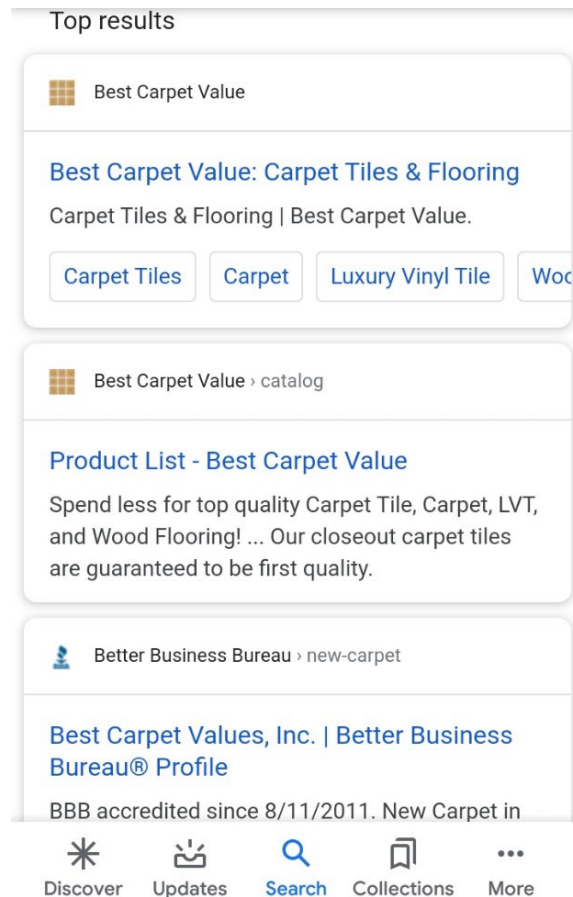 Top results
Best Carpet Value
Best Carpet Value: Carpet Tiles & Flooring
Carpet Tiles & Flooring | Best Carpet Value.
Carpet Tiles Carpet Luxury Vinyl Tile
Best Carpet Value › catalog
Product List - Best Carpet Value
Spend less for top quality Carpet Tile, Carpet, LVT,
and Wood Flooring! ... Our closeout carpet tiles
are guaranteed to be first quality.
Better Business Bureau › new-carpet
Best Carpet Values, Inc. | Better Business
Bureau® Profile
BBB accredited since 8/11/2011. New Carpet in
Discover Updates Search Collections More